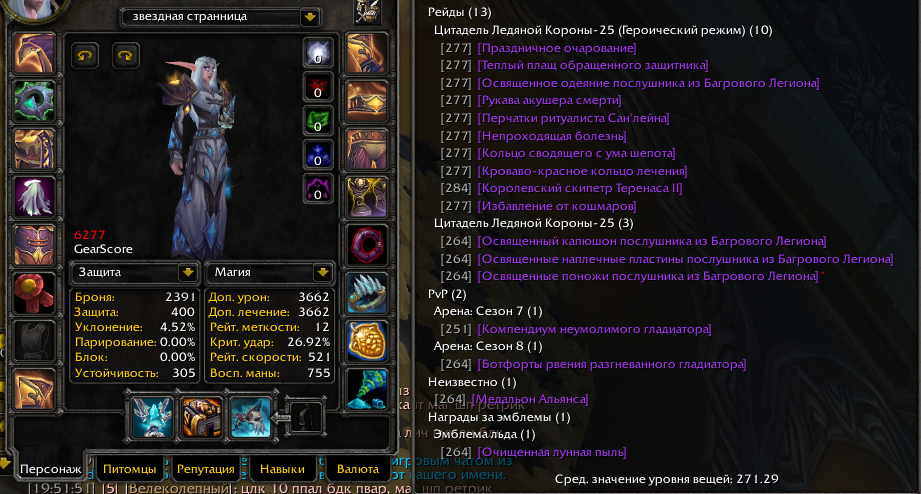 звездная странница
0
0
0
0
0
6277
GearScore
Защита
Магия
Броня: 2391
Защита: 400
Уклонение: 4.52%
Парирование: 0.00%
Блок: 0.00%
Устойчивость: 305
Доп. урон: 3662
Доп. лечение: 3662
Рейт. меткости: 12
Крит. удар: 26.92%
Рейт. скорости: 521
Восп. маны: 755
Персонаж
Питомцы
Репутация
Навыки
Валюта
[19:51:51] [5] [Велеколепный]: цлк 10 ппал бдк пвар, маг шп ретрик
Рейды (13)
Цитадель Ледяной Короны-25 (Героический режим) (10)
[277] [Праздничное очарование]
[277] [Теплый плащ обращенного защитника]
[277] [Освященное одеяние послушника из Багрового Легиона]
[277] [Рукава акушера смерти]
[277] [Перчатки ритуалиста Сан'лейна]
[277] [Непроходящая болезнь]
[277] [Кольцо сводящего с ума шепота]
[277] [Кроваво-красное кольцо лечения]
[284] [Королевский скипетр Теренаса II]
[277] [Избавление от кошмаров]
Цитадель Ледяной Короны-25 (3)
[264] [Освященный капюшон послушника из Багрового Легиона]
[264] [Освященные наплечные пластины послушника из Багрового Легиона]
[264] [Освященные поножи послушника из Багрового Легиона]
PvP (2)
Арена: Сезон 7 (1)
[251] [Компендиум неумолимого гладиатора]
Арена: Сезон 8 (1)
[264] [Ботфорты рвения разгневанного гладиатора]
Неизвестно (1)
[264] [Медальон Альянса]
Награды за эмблемы (1)
Эмблема льда (1)
[264] [Очищенная лунная пыль]
Сред. значение уровня вещей: 271.29